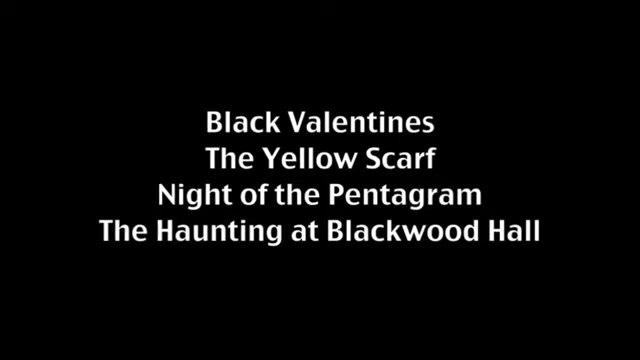 Black Valentines
The Yellow Scarf
Night of the Pentagram
The Haunting at Blackwood Hall